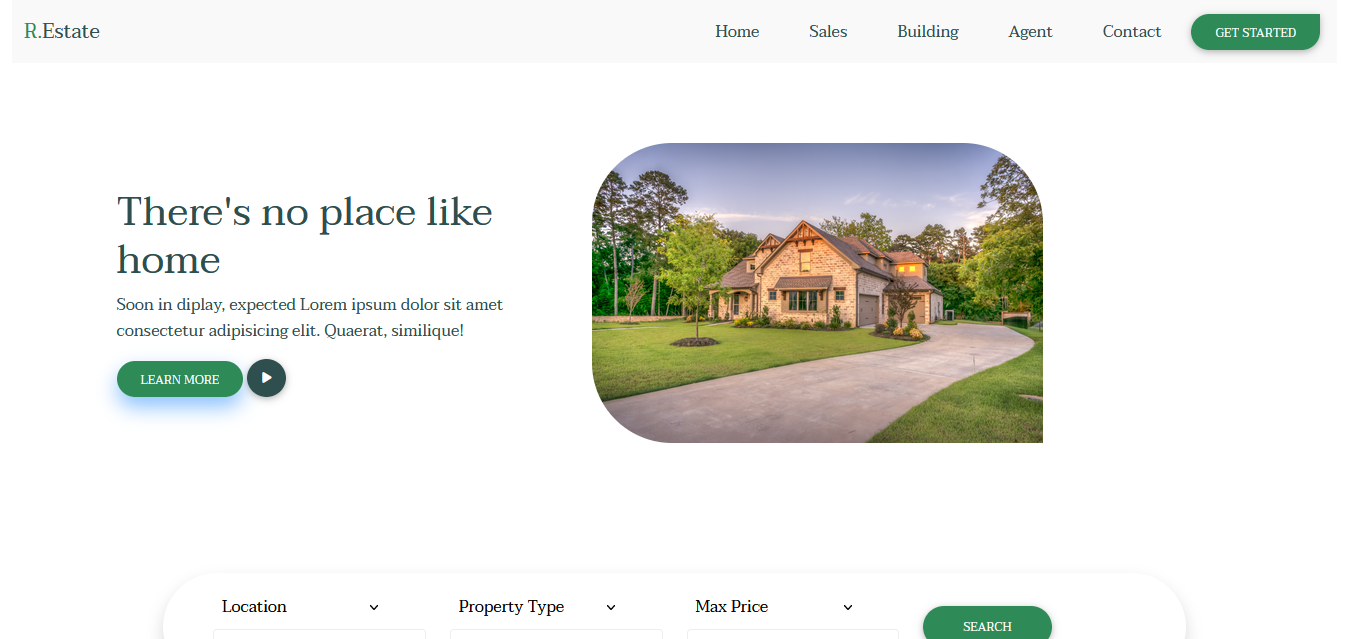 R.Estate
Home
Sales
Building
Agent
Contact
GET STARTED
There's no place like
home
Soon in diplay, expected Lorem ipsum dolor sit amet
consectetur adipisicing elit. Quaerat, similique!
LEARN MORE
Location
Property Type
Max Price
SEARCH